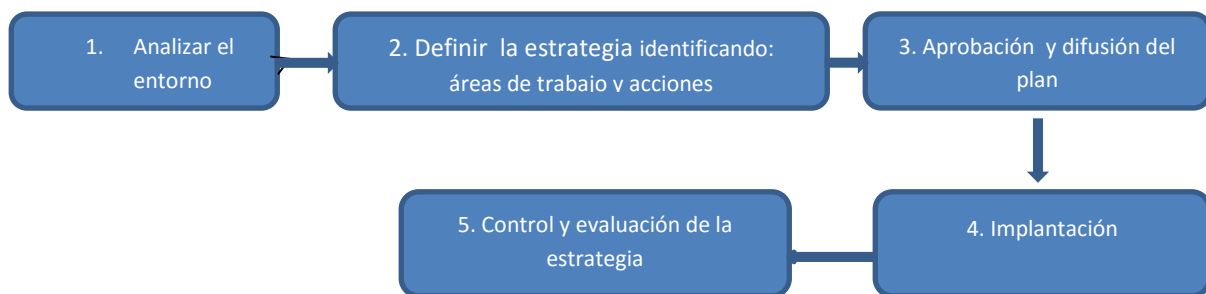 1. Analizar el
entorno
2. Definir la estrategia identificando:
áreas de trabajo y acciones
3. Aprobación y difusión del
plan
5. Control y evaluación de la
estrategia
4. Implantación